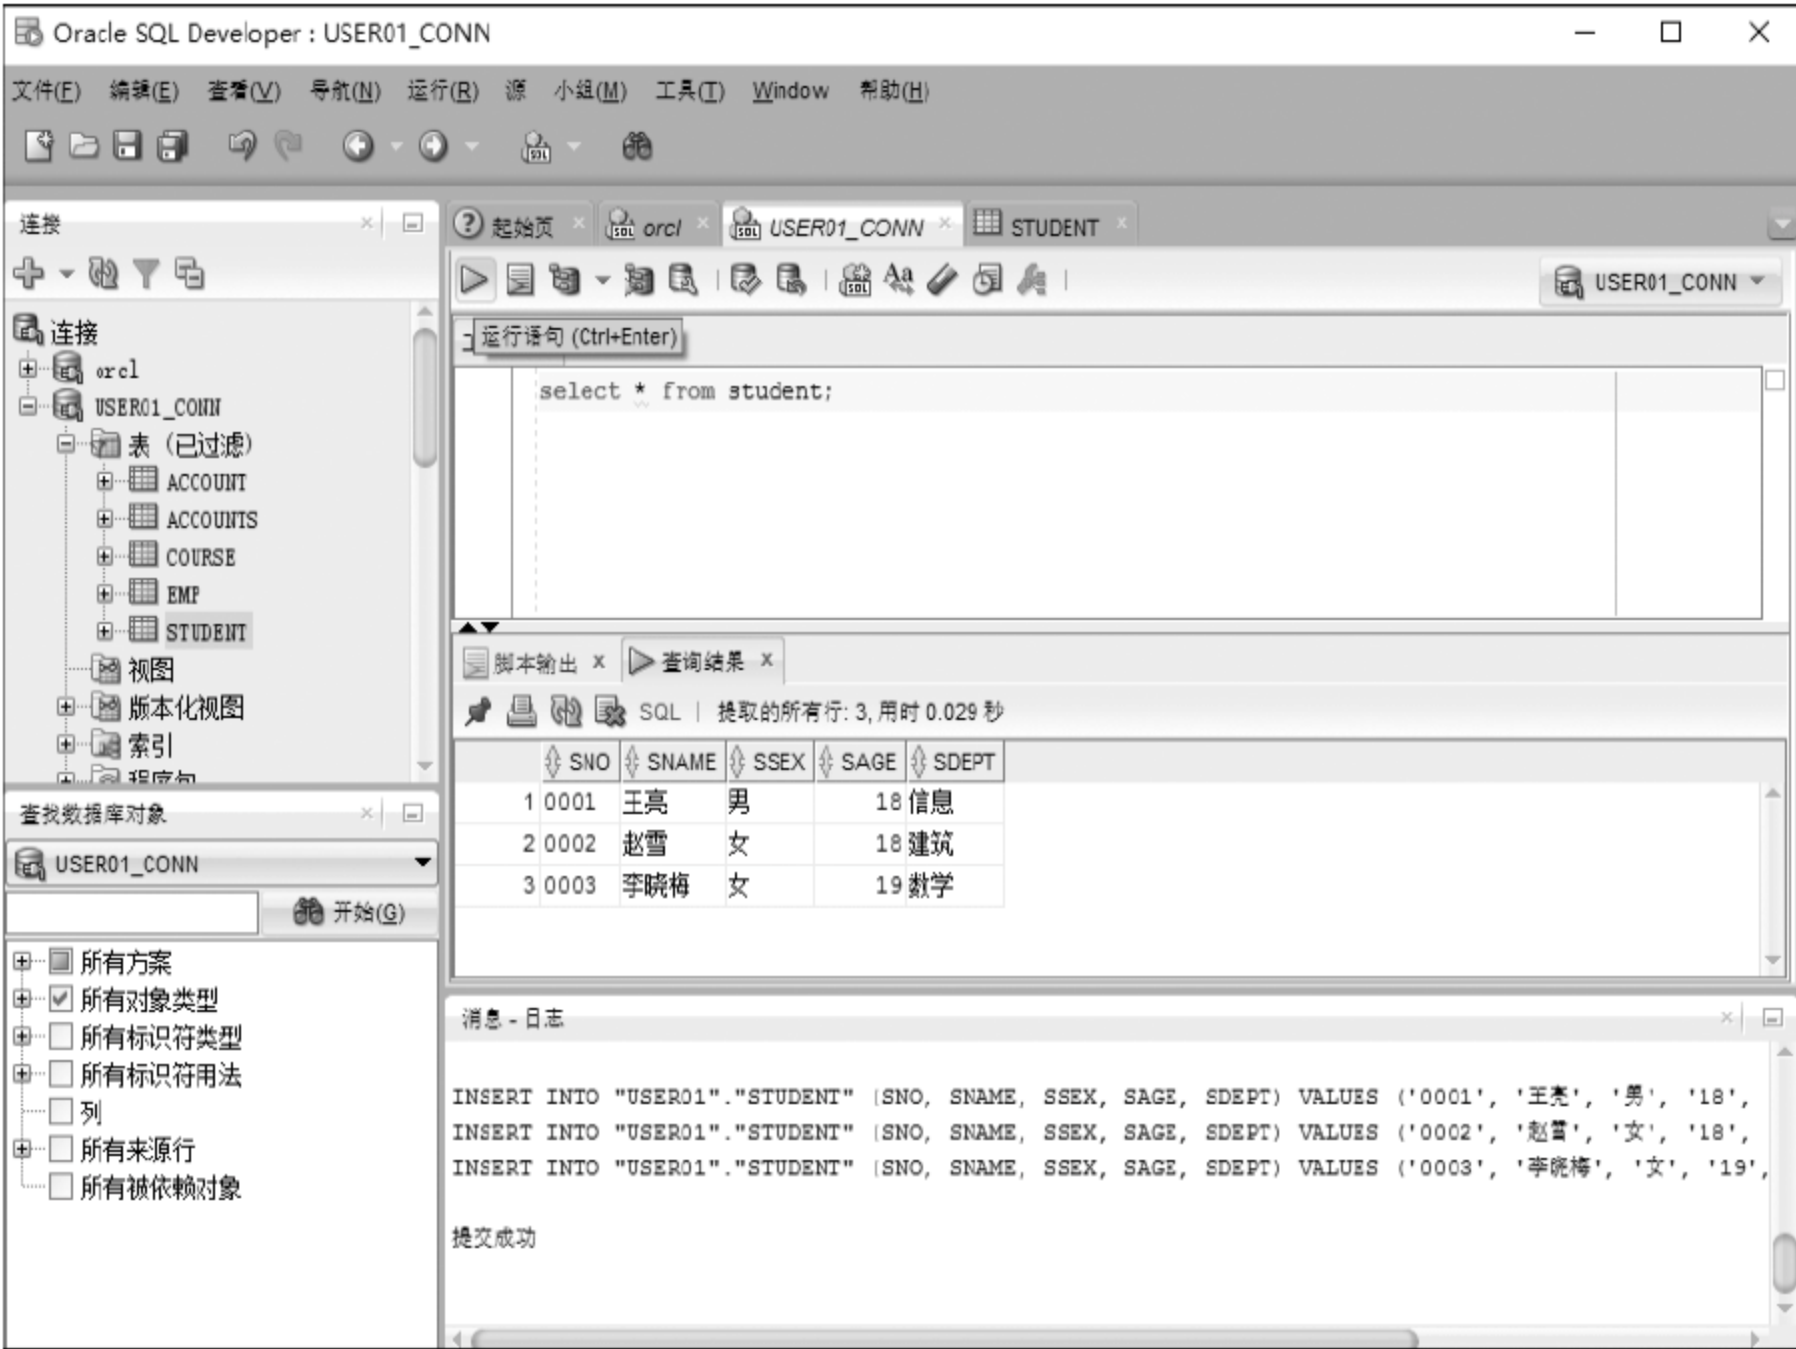 Oracle SQL Developer : USER01_CONN
文件(F) 编辑(E) 查看(V) 导航(N) 运行(R) 源 小组(M) 工具(T) Window 帮助(H)
连接
起始页 orcl USER01_CONN STUDENT
USER01_CONN
运行语句 (Ctrl+Enter)
连接
orcl
USER01_CONN
表 (已过滤)
ACCOUNT
ACCOUNTS
COURSE
EMP
STUDENT
视图
版本化视图
索引
程序包
select * from student;
脚本输出 查询结果
SQL | 提取的所有行: 3, 用时 0.029 秒
SNO SNAME SSEX SAGE SDEPT
1 0001 王亮 男 18 信息
2 0002 赵雪 女 18 建筑
3 0003 李晓梅 女 19 数学
查找数据库对象
USER01_CONN
开始(G)
所有方案
所有对象类型
所有标识符类型
所有标识符用法
列
所有来源行
所有被依赖对象
消息 - 日志
INSERT INTO "USER01"."STUDENT" (SNO, SNAME, SSEX, SAGE, SDEPT) VALUES ('0001', '王亮', '男', '18',
INSERT INTO "USER01"."STUDENT" (SNO, SNAME, SSEX, SAGE, SDEPT) VALUES ('0002', '赵雪', '女', '18',
INSERT INTO "USER01"."STUDENT" (SNO, SNAME, SSEX, SAGE, SDEPT) VALUES ('0003', '李晓梅', '女', '19',
提交成功